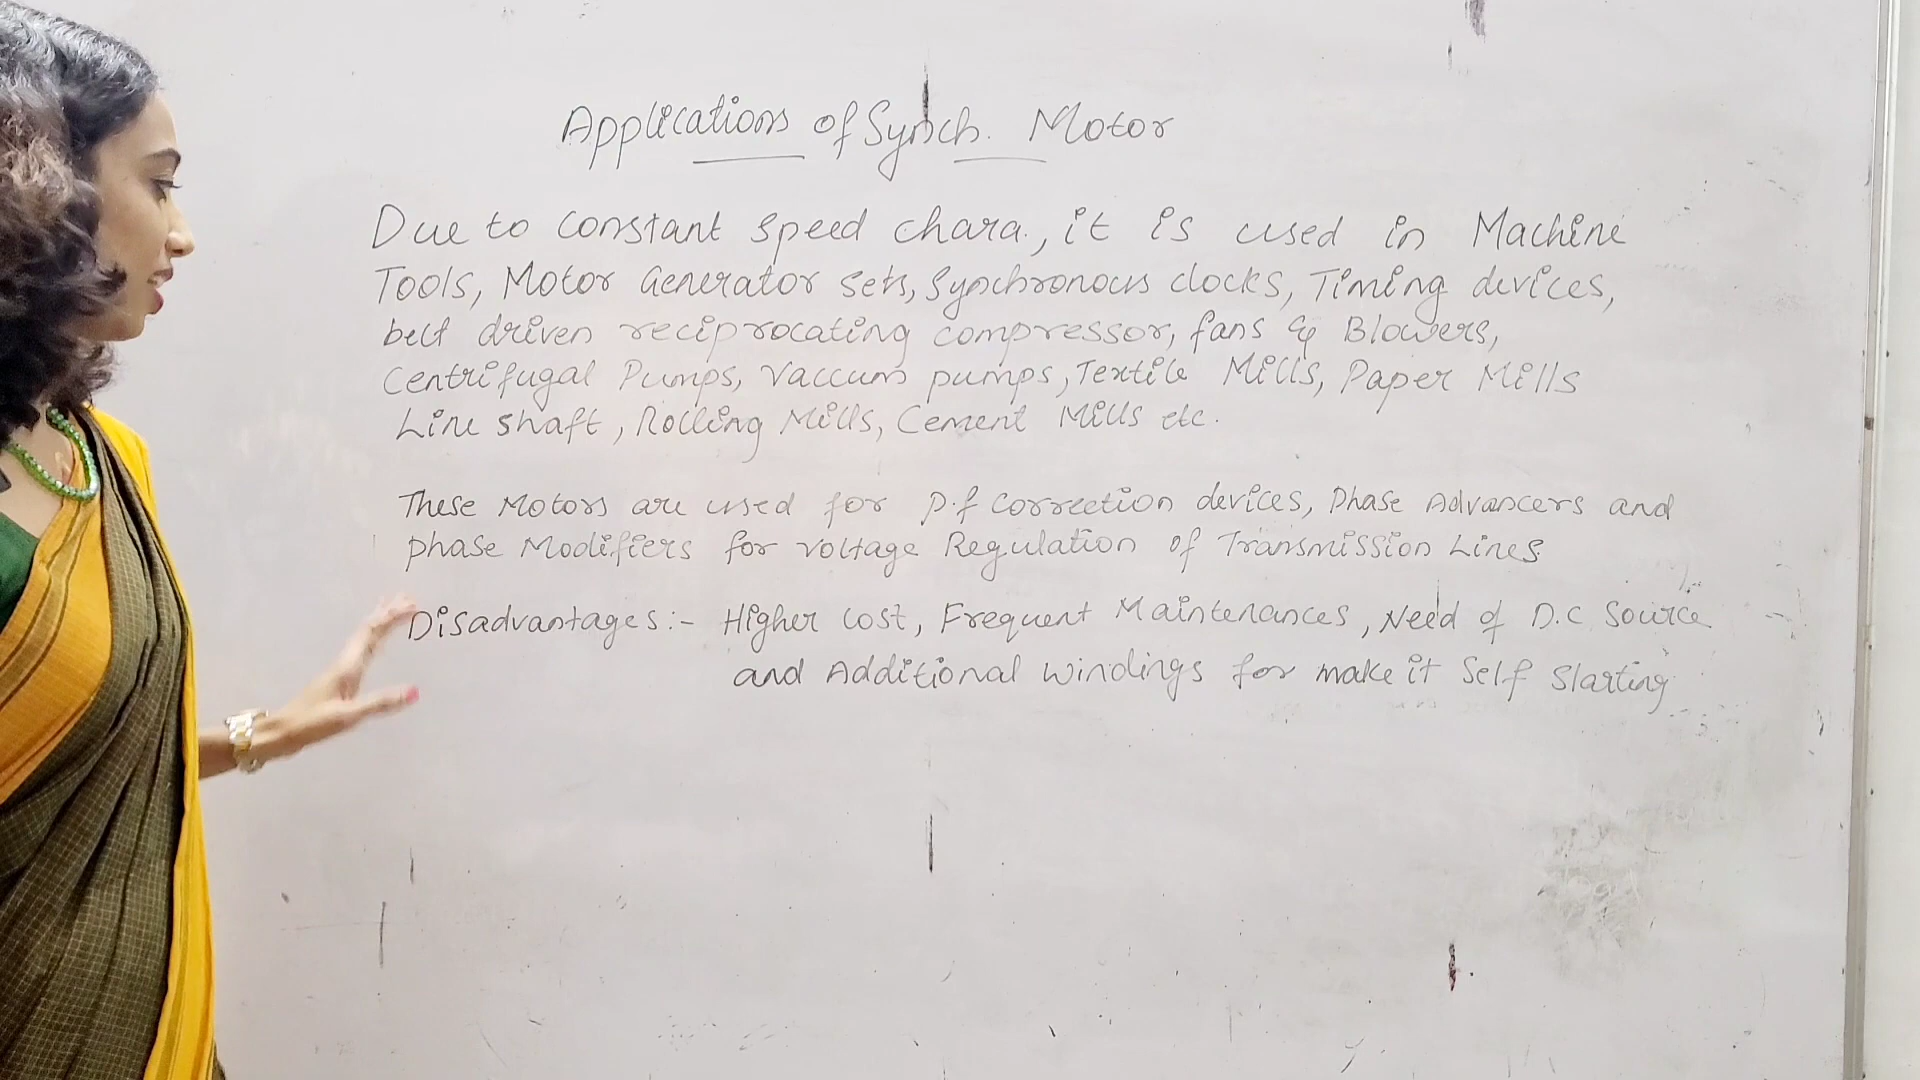 Applications of Synch. Motor
Due to constant speed chara., it is used in Machine
Tools, Motor Generator sets, Synchronous clocks, Timing devices,
belt driven reciprocating compressor, fans & Blowers,
Centrifugal Pumps, Vaccum pumps, Textile Mills, Paper Mills
Line shaft, Rolling Mills, Cement Mills etc.
These Motors are used for p.f correction devices, Phase Advancers and
phase Modifiers for voltage Regulation of Transmission Lines.
Disadvantages:- Higher cost, Frequent Maintenances, Need of D.C Source
and Additional windings for make it Self Starting